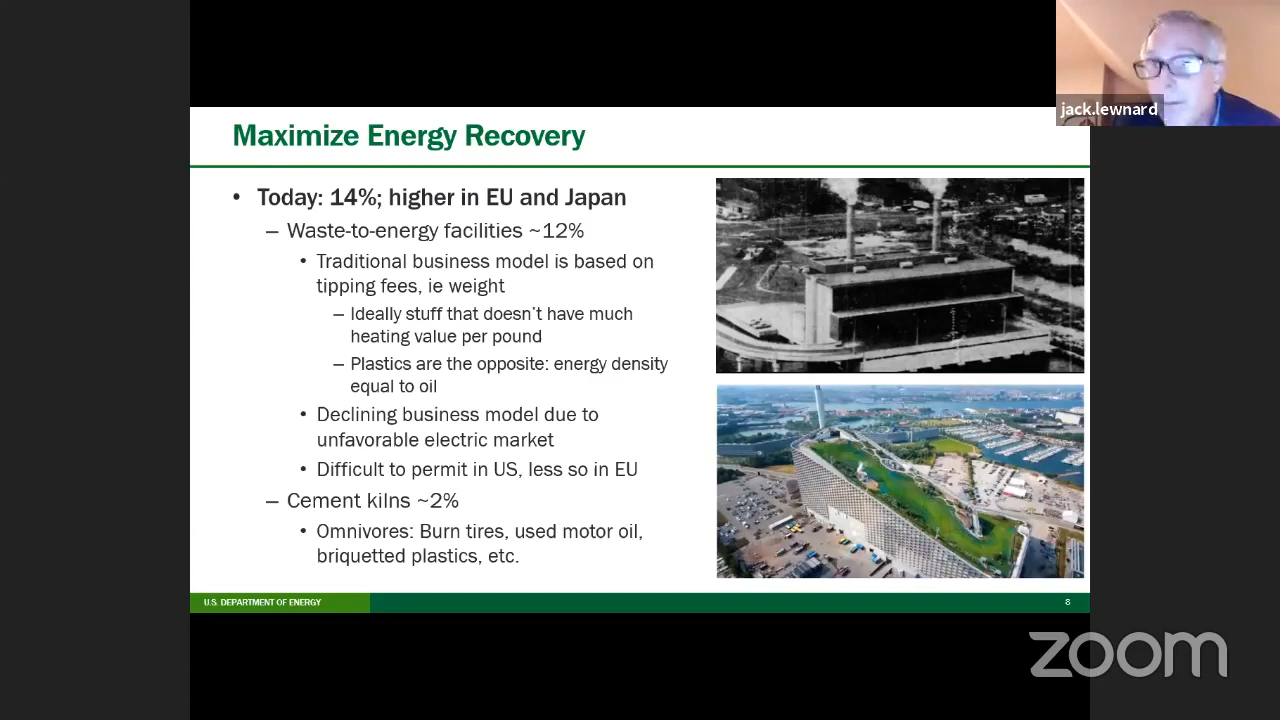 jack.lewnard
Maximize Energy Recovery
• Today: 14%; higher in EU and Japan
– Waste-to-energy facilities ~12%
• Traditional business model is based on
tipping fees, ie weight
– Ideally stuff that doesn't have much
heating value per pound
– Plastics are the opposite: energy density
equal to oil
• Declining business model due to
unfavorable electric market
• Difficult to permit in US, less so in EU
– Cement kilns ~2%
• Omnivores: Burn tires, used motor oil,
briquetted plastics, etc.
U.S. DEPARTMENT OF ENERGY
8
zoom